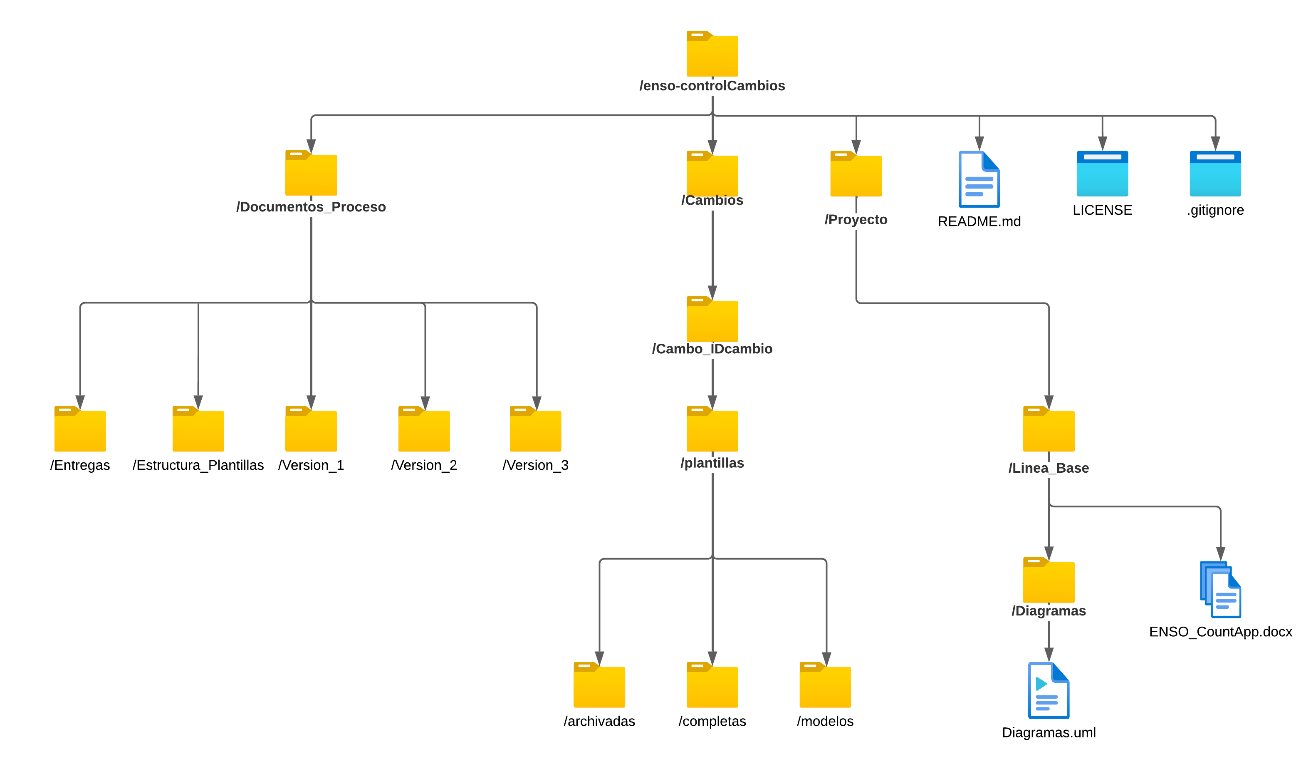 /enso-controlCambios
/Documentos_Proceso
/Cambios
/Proyecto
README.md
LICENSE
.gitignore
/Cambo_IDcambio
/Entregas
/Estructura_Plantillas
/Version_1
/Version_2
/Version_3
/plantillas
/Linea_Base
/Diagramas
ENSO_CountApp.docx
/archivadas
/completas
/modelos
Diagramas.uml